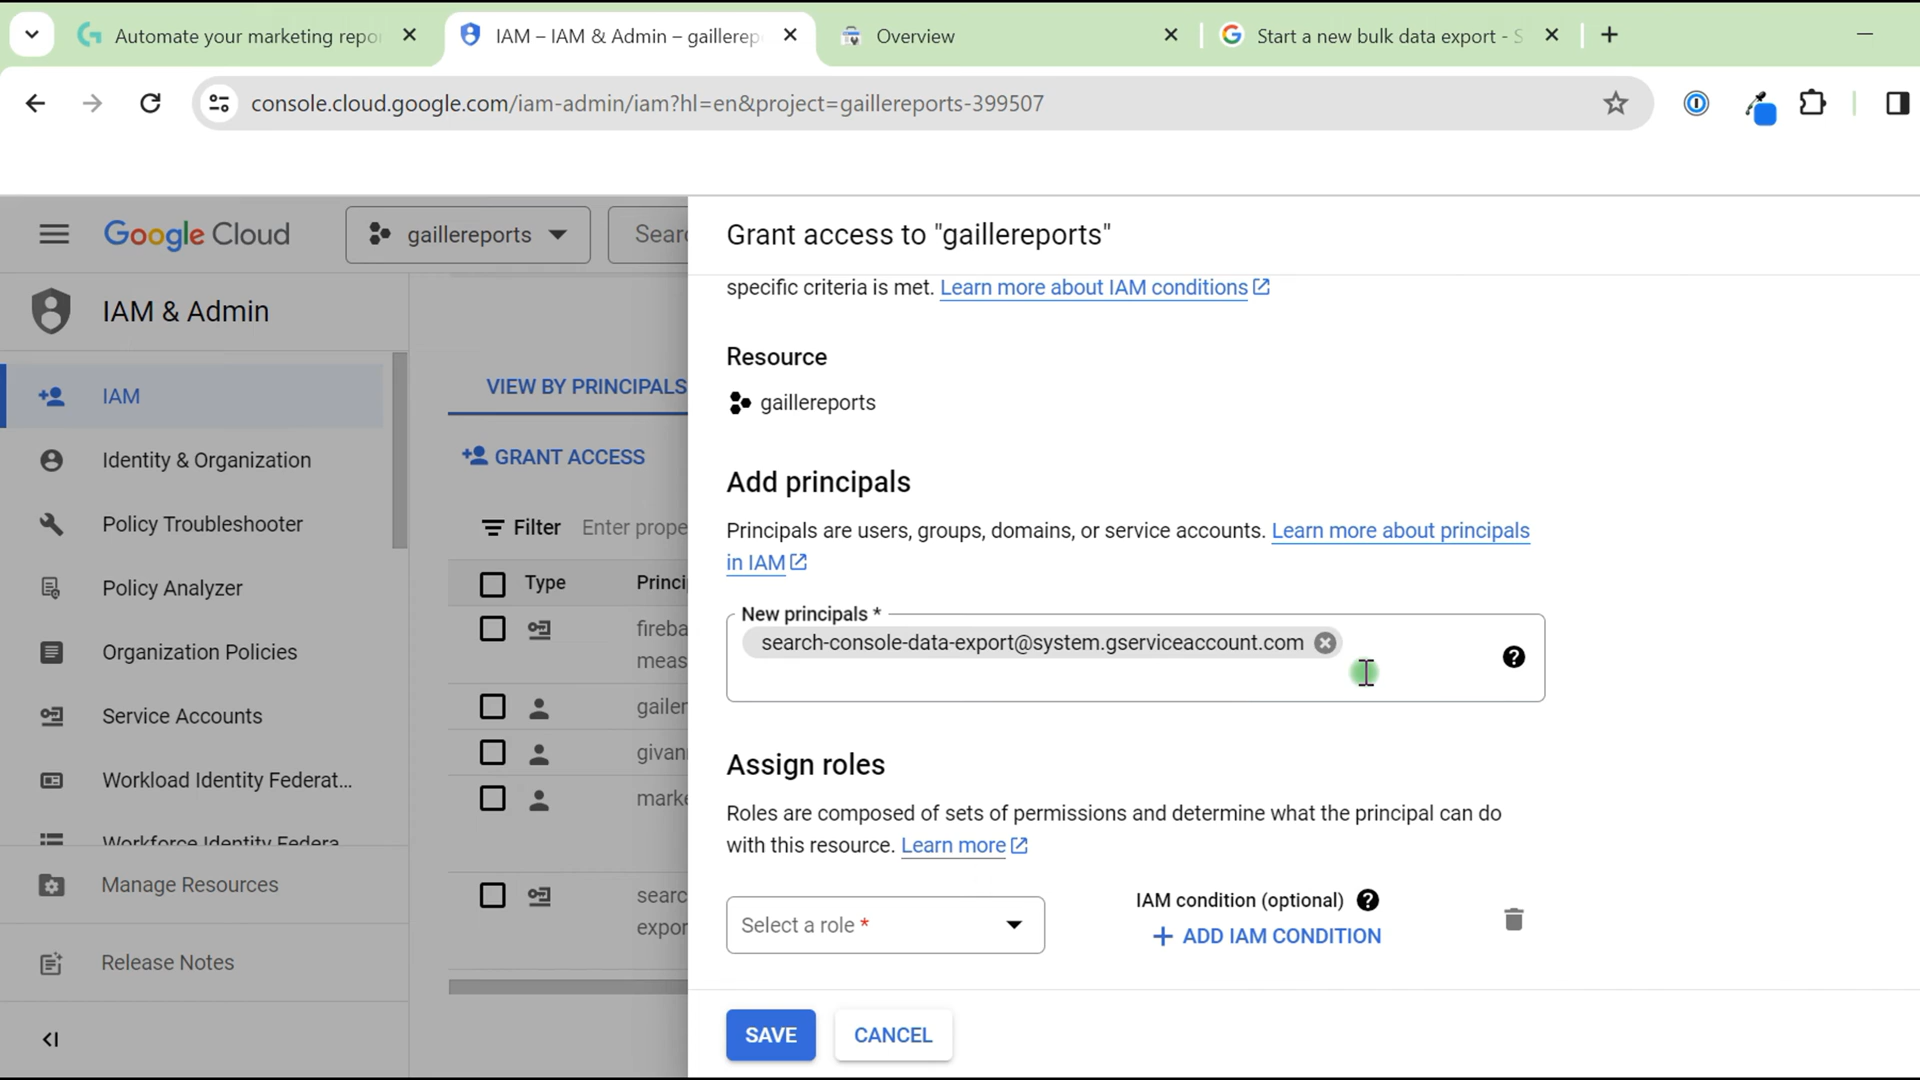 Automate your marketing repo
IAM – IAM & Admin – gaillerep
Overview
Start a new bulk data export - S
console.cloud.google.com/iam-admin/iam?hl=en&project=gaillereports-399507
Google Cloud
gaillereports
Sear
IAM & Admin
IAM
Identity & Organization
Policy Troubleshooter
Policy Analyzer
Organization Policies
Service Accounts
Workload Identity Federat...
Workforce Identity Federa
Manage Resources
Release Notes
VIEW BY PRINCIPALS
GRANT ACCESS
Filter Enter prope
Type Princi
fireba
meas
gailer
givan
marke
searc
expor
Grant access to "gaillereports"
specific criteria is met. Learn more about IAM conditions
Resource
gaillereports
Add principals
Principals are users, groups, domains, or service accounts. Learn more about principals
in IAM
New principals *
search-console-data-export@system.gserviceaccount.com
Assign roles
Roles are composed of sets of permissions and determine what the principal can do
with this resource. Learn more
Select a role *
IAM condition (optional)
+ ADD IAM CONDITION
SAVE
CANCEL